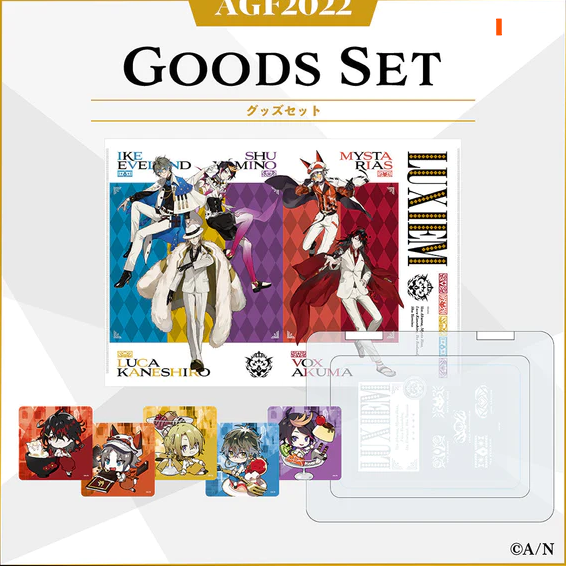 AGF2022
GOODS SET
グッズセット
IKE
EVELAND
SHU
YAMINO
MYSTA
RIAS
LUXIEM
LUCA
KANESHIRO
VOX
AKUMA
LUXIEM
©A/N